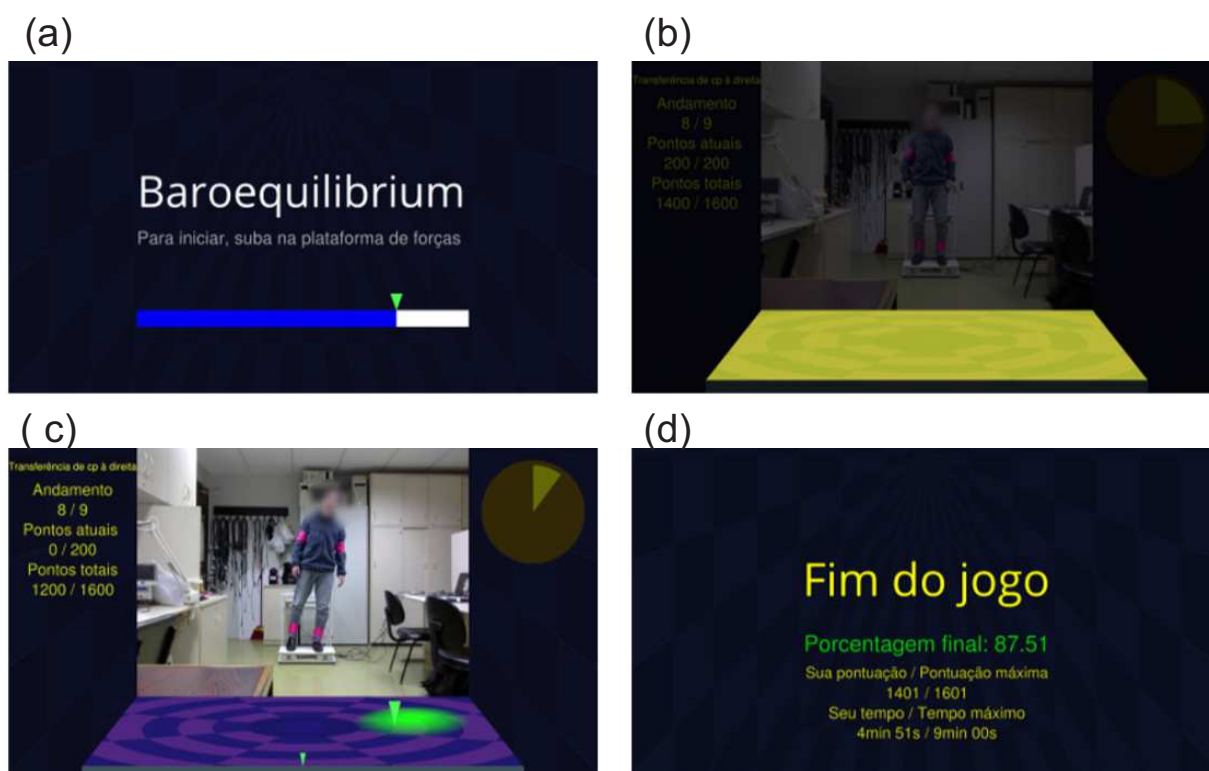 (a)
Baroequilibrium
Para iniciar, suba na plataforma de forças
(b)
Transferência de cp à direita
Andamento
8 / 9
Pontos atuais
200 / 200
Pontos totais
1400 / 1600
( c)
Transferência de cp à direita
Andamento
8 / 9
Pontos atuais
0 / 200
Pontos totais
1200 / 1600
(d)
Fim do jogo
Porcentagem final: 87.51
Sua pontuação / Pontuação máxima
1401 / 1601
Seu tempo / Tempo máximo
4min 51s / 9min 00s